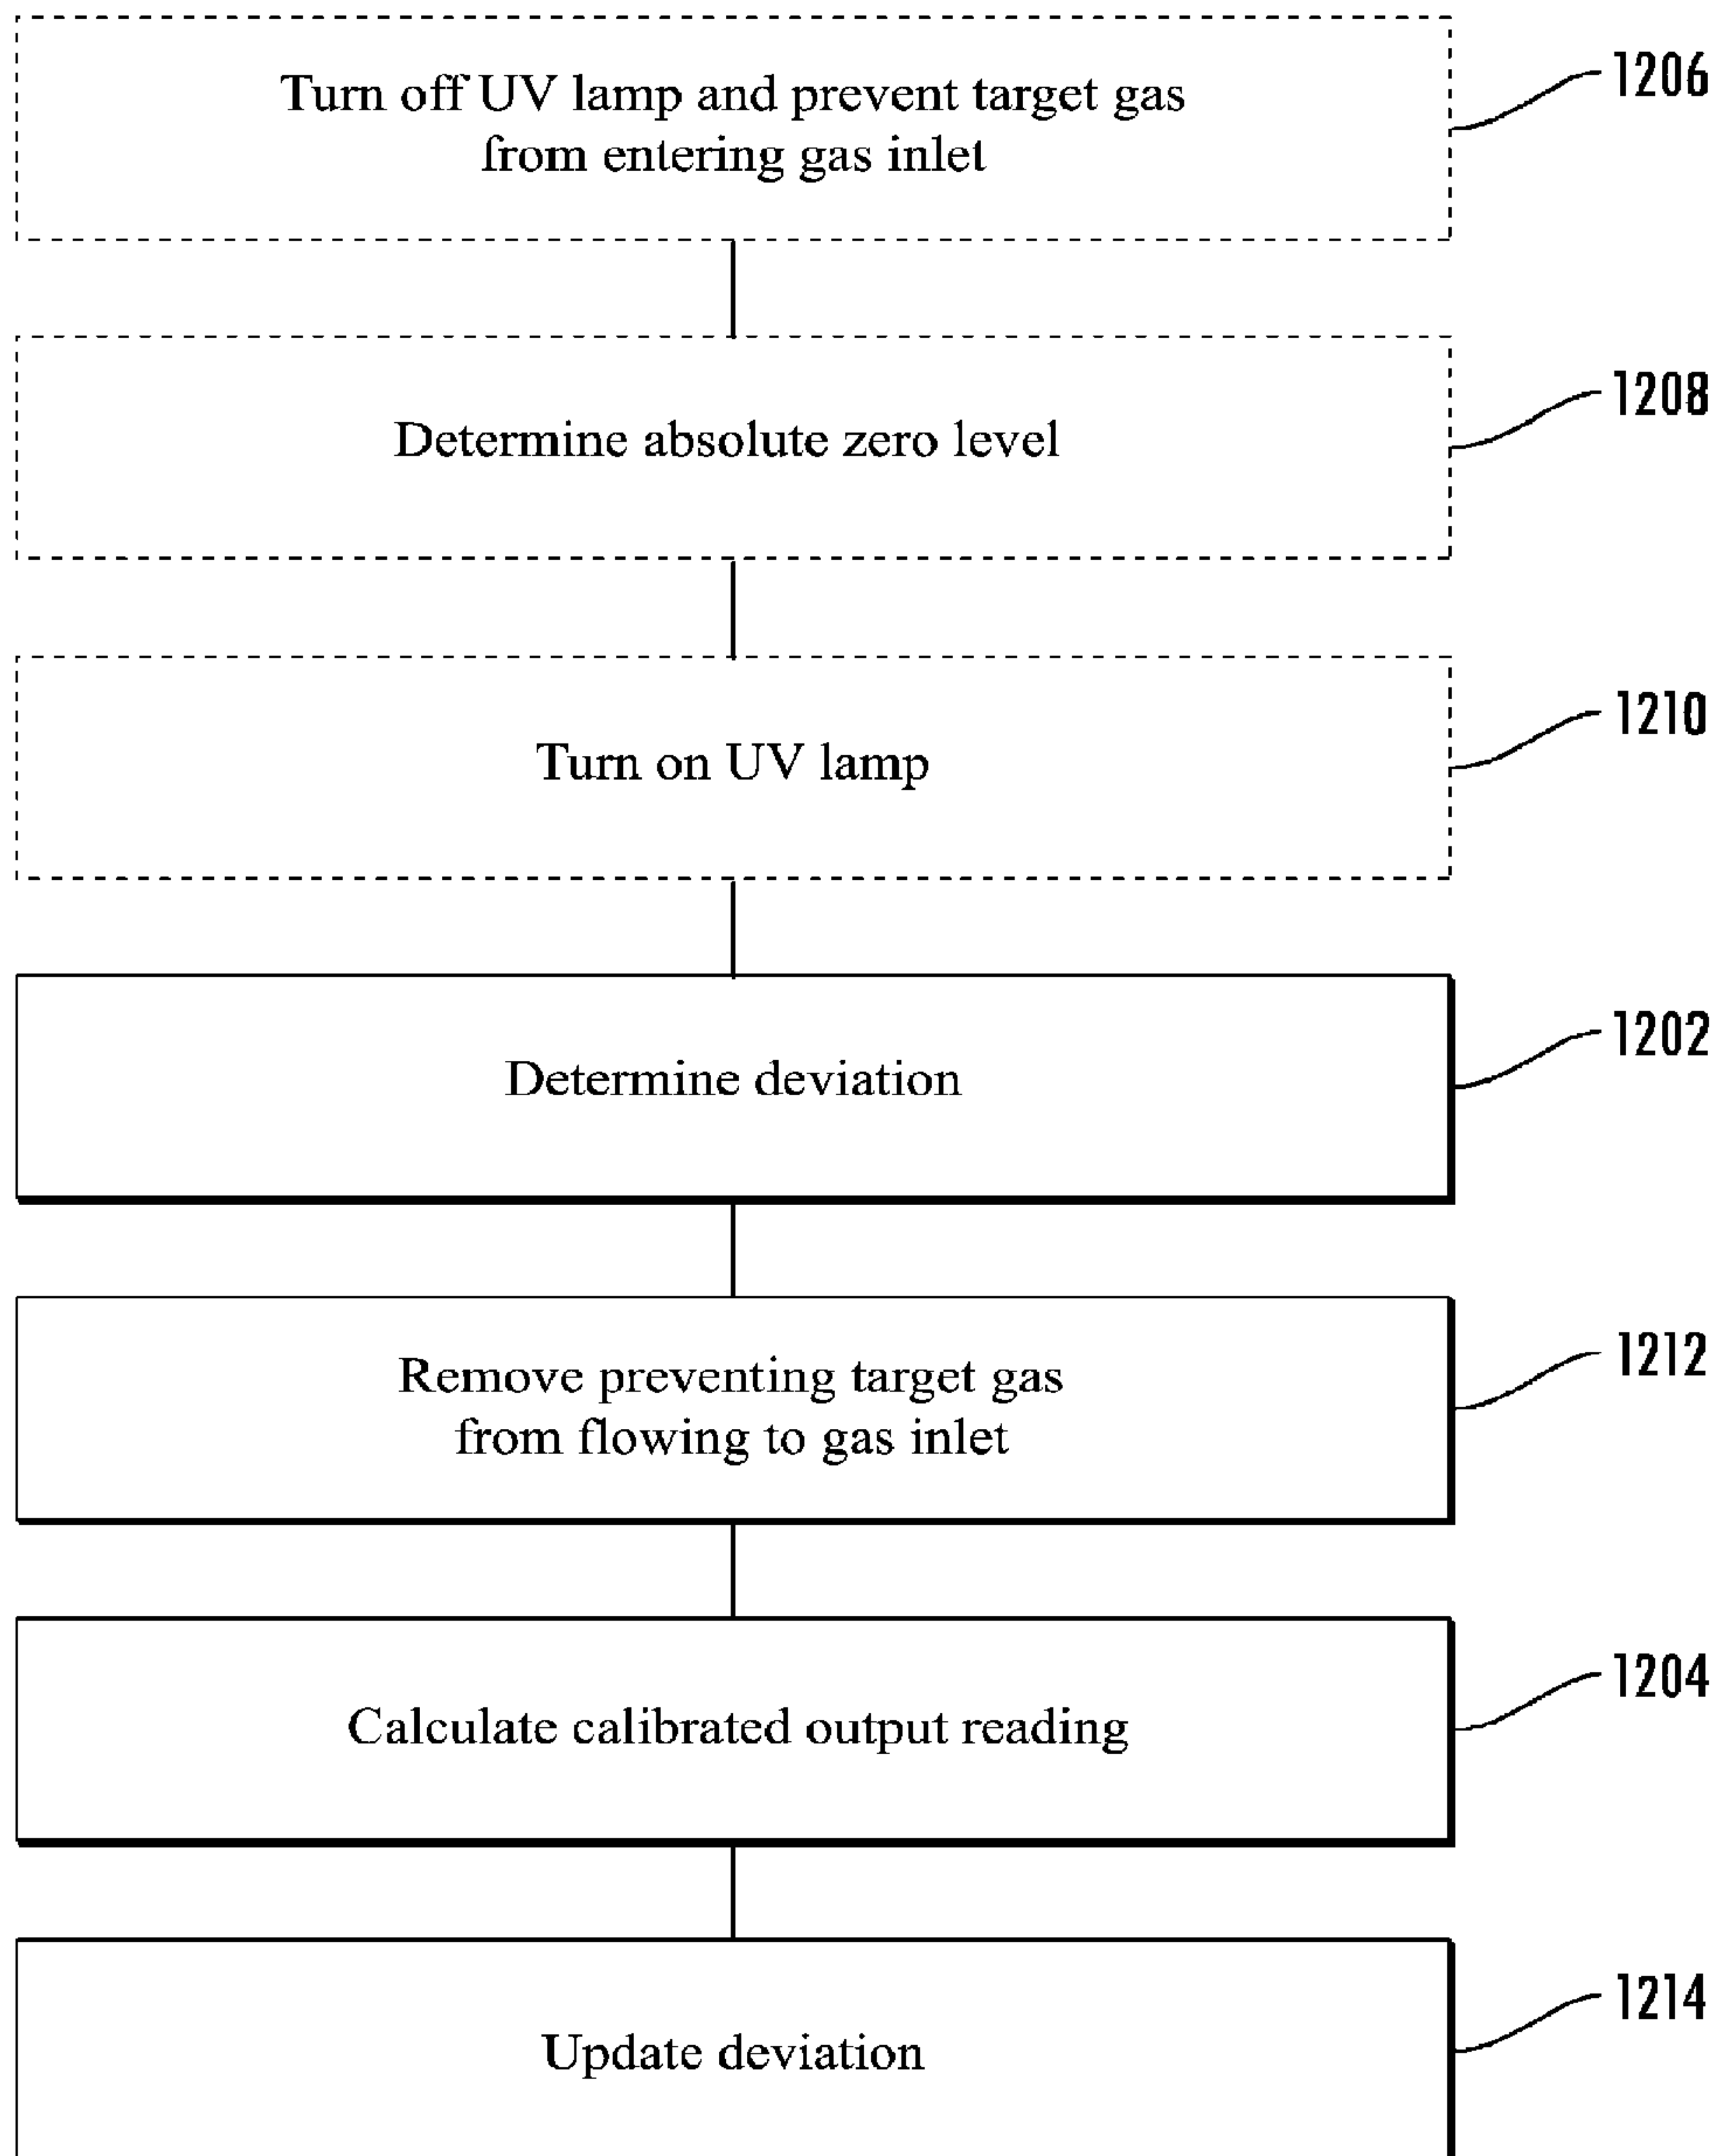 Turn off UV lamp and prevent target gas
from entering gas inlet
1206
Determine absolute zero level
1208
Turn on UV lamp
1210
Determine deviation
1202
Remove preventing target gas
from flowing to gas inlet
1212
Calculate calibrated output reading
1204
Update deviation
1214